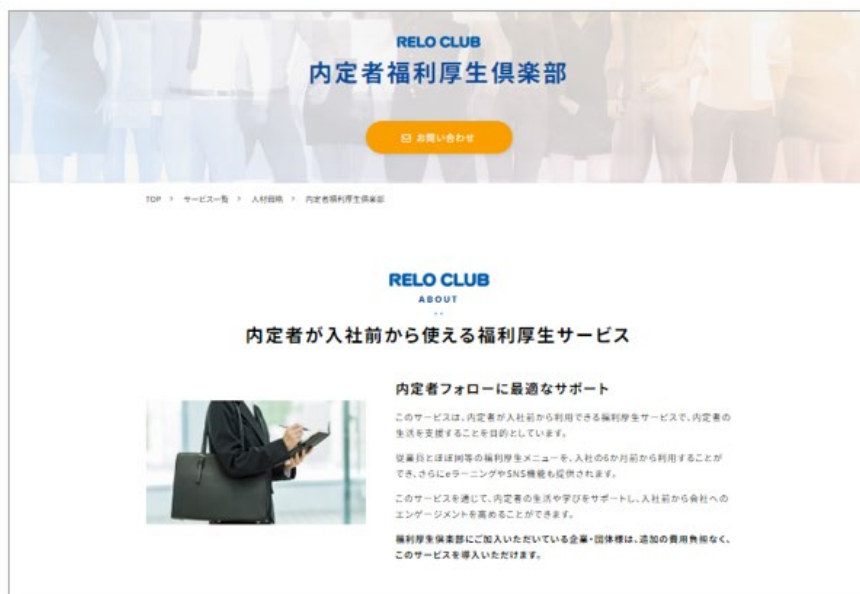 RELO CLUB
内定者福利厚生倶楽部
お問い合わせ
TOP > サービス一覧 > 人材戦略 > 内定者福利厚生倶楽部
RELO CLUB
ABOUT
内定者が入社前から使える福利厚生サービス
内定者フォローに最適なサポート
このサービスは、内定者が入社前から利用できる福利厚生サービスで、内定者の
生活を支援することを目的としています。
従業員とほぼ同等の福利厚生メニューを、入社の6か月前から利用することが
でき、さらにeラーニングやSNS機能も提供されます。
このサービスを通じて、内定者の生活や学びをサポートし、入社前から会社への
エンゲージメントを高めることができます。
福利厚生倶楽部にご加入いただいている企業・団体様は、追加の費用負担なく、
このサービスを導入いただけます。